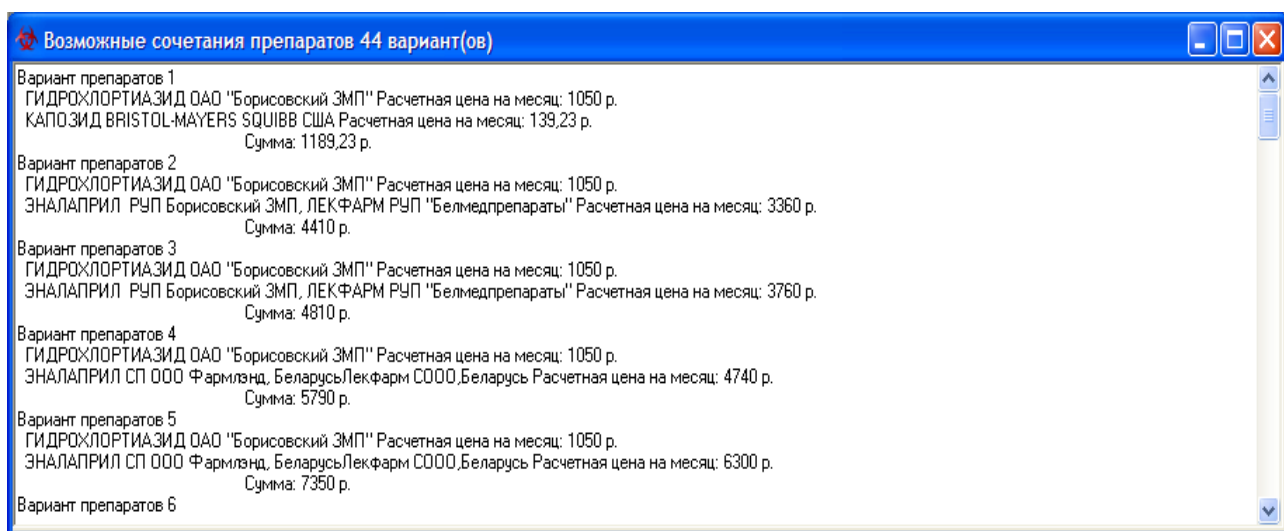 Возможные сочетания препаратов 44 вариант(ов)
Вариант препаратов 1
ГИДРОХЛОРТИАЗИД ОАО "Борисовский ЗМП" Расчетная цена на месяц: 1050 р.
КАПОЗИД BRISTOL-MAYERS SQUIBB США Расчетная цена на месяц: 139,23 р.
Сумма: 1189,23 р.
Вариант препаратов 2
ГИДРОХЛОРТИАЗИД ОАО "Борисовский ЗМП" Расчетная цена на месяц: 1050 р.
ЭНАЛАПРИЛ РУП Борисовский ЗМП, ЛЕКФАРМ РУП "Белмедпрепараты" Расчетная цена на месяц: 3360 р.
Сумма: 4410 р.
Вариант препаратов 3
ГИДРОХЛОРТИАЗИД ОАО "Борисовский ЗМП" Расчетная цена на месяц: 1050 р.
ЭНАЛАПРИЛ РУП Борисовский ЗМП, ЛЕКФАРМ РУП "Белмедпрепараты" Расчетная цена на месяц: 3760 р.
Сумма: 4810 р.
Вариант препаратов 4
ГИДРОХЛОРТИАЗИД ОАО "Борисовский ЗМП" Расчетная цена на месяц: 1050 р.
ЭНАЛАПРИЛ СП ООО Фармлэнд, БеларусьЛекфарм СООО,Беларусь Расчетная цена на месяц: 4740 р.
Сумма: 5790 р.
Вариант препаратов 5
ГИДРОХЛОРТИАЗИД ОАО "Борисовский ЗМП" Расчетная цена на месяц: 1050 р.
ЭНАЛАПРИЛ СП ООО Фармлэнд, БеларусьЛекфарм СООО,Беларусь Расчетная цена на месяц: 6300 р.
Сумма: 7350 р.
Вариант препаратов 6